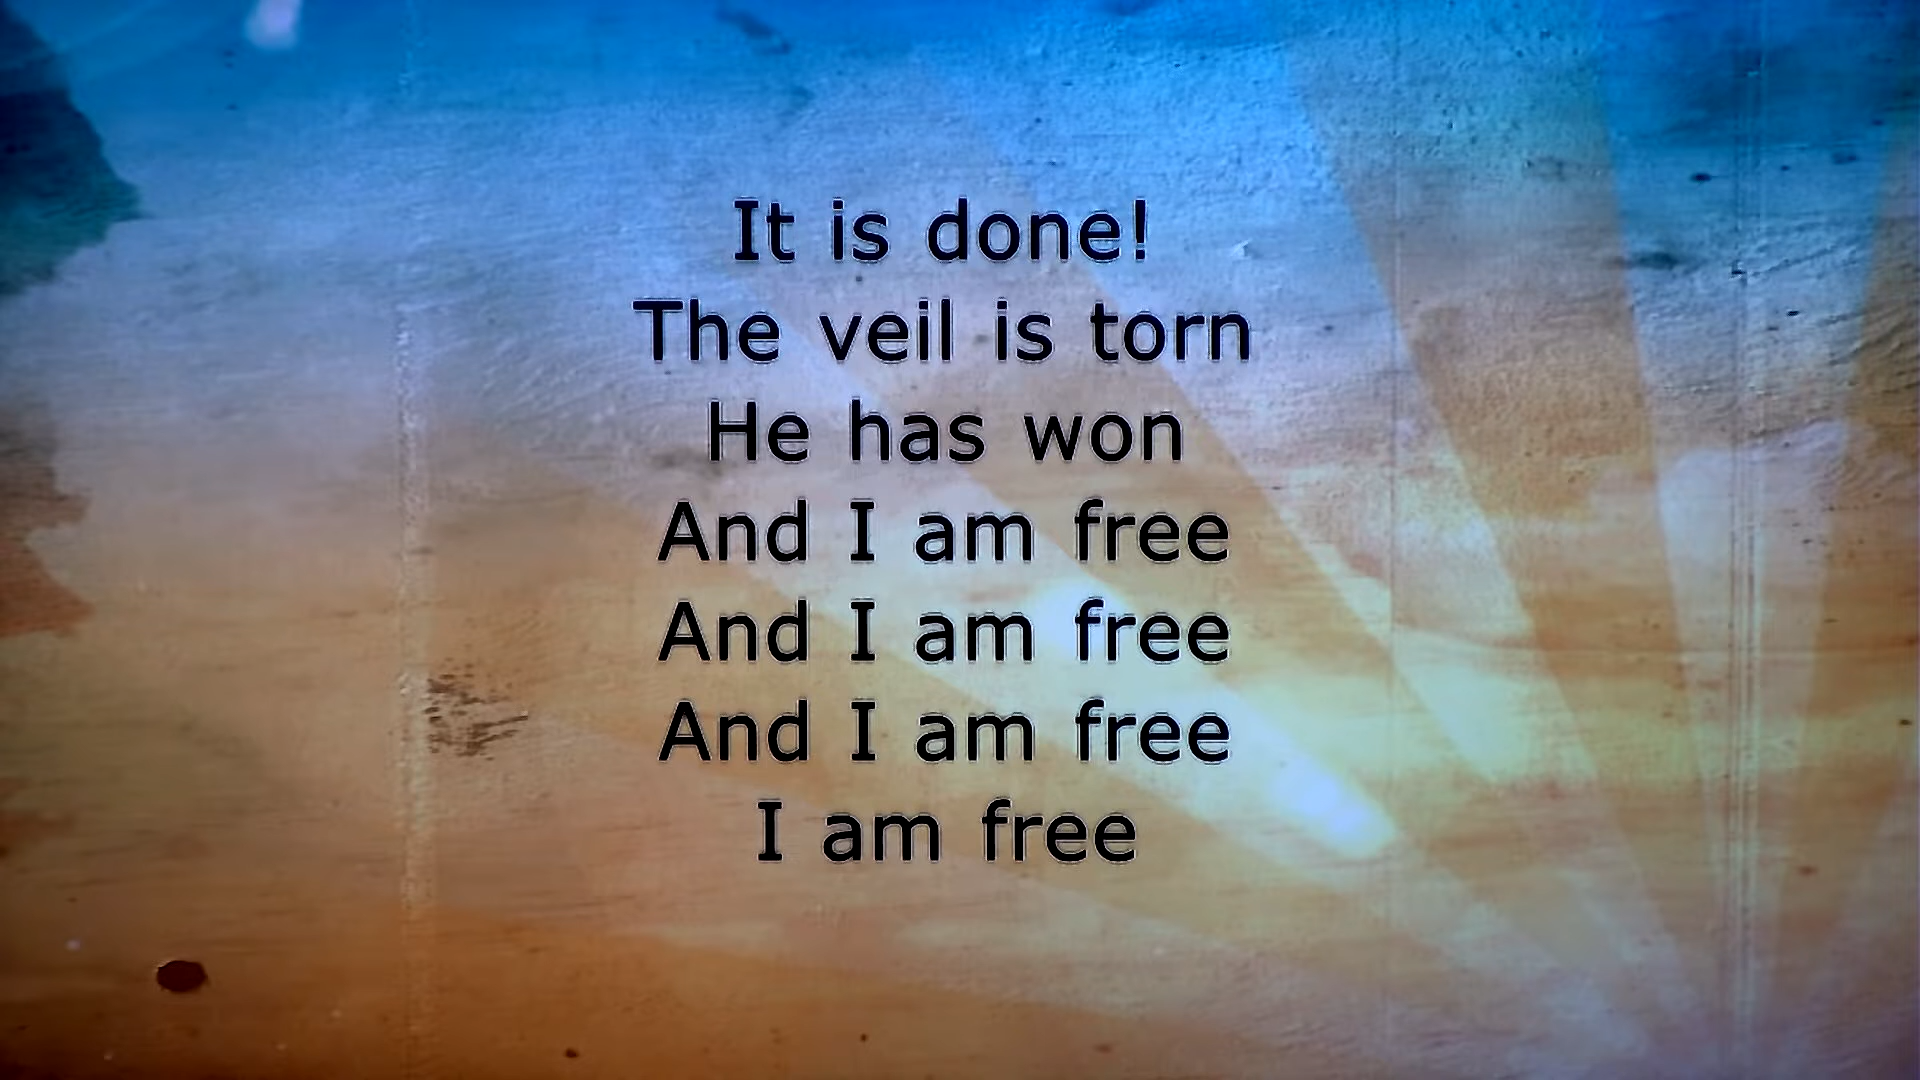 It is done!
The veil is torn
He has won
And I am free
And I am free
And I am free
I am free